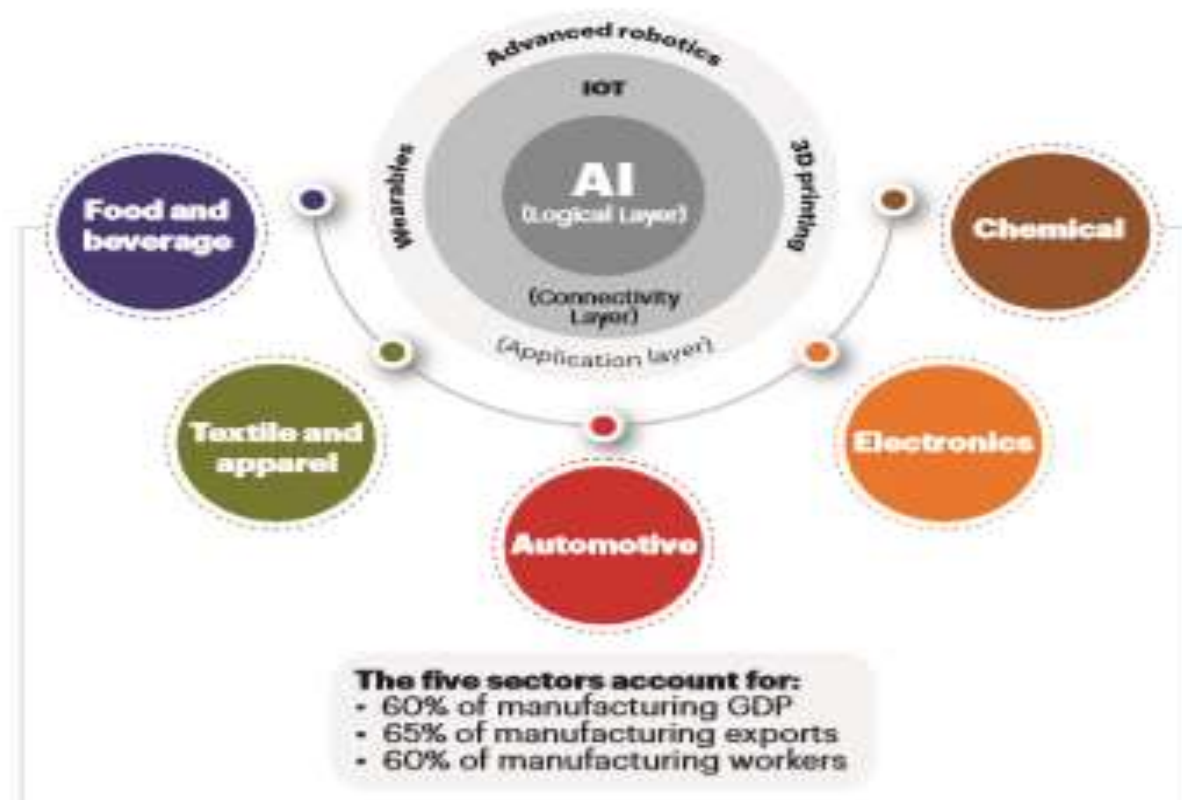 Advanced robotics
IOT
Wearables
3D printing
AI
(Logical Layer)
(Connectivity
Layer)
(Application layer)
Food and
beverage
Chemical
Textile and
apparel
Electronics
Automotive
The five sectors account for:
• 60% of manufacturing GDP
• 65% of manufacturing exports
• 60% of manufacturing workers